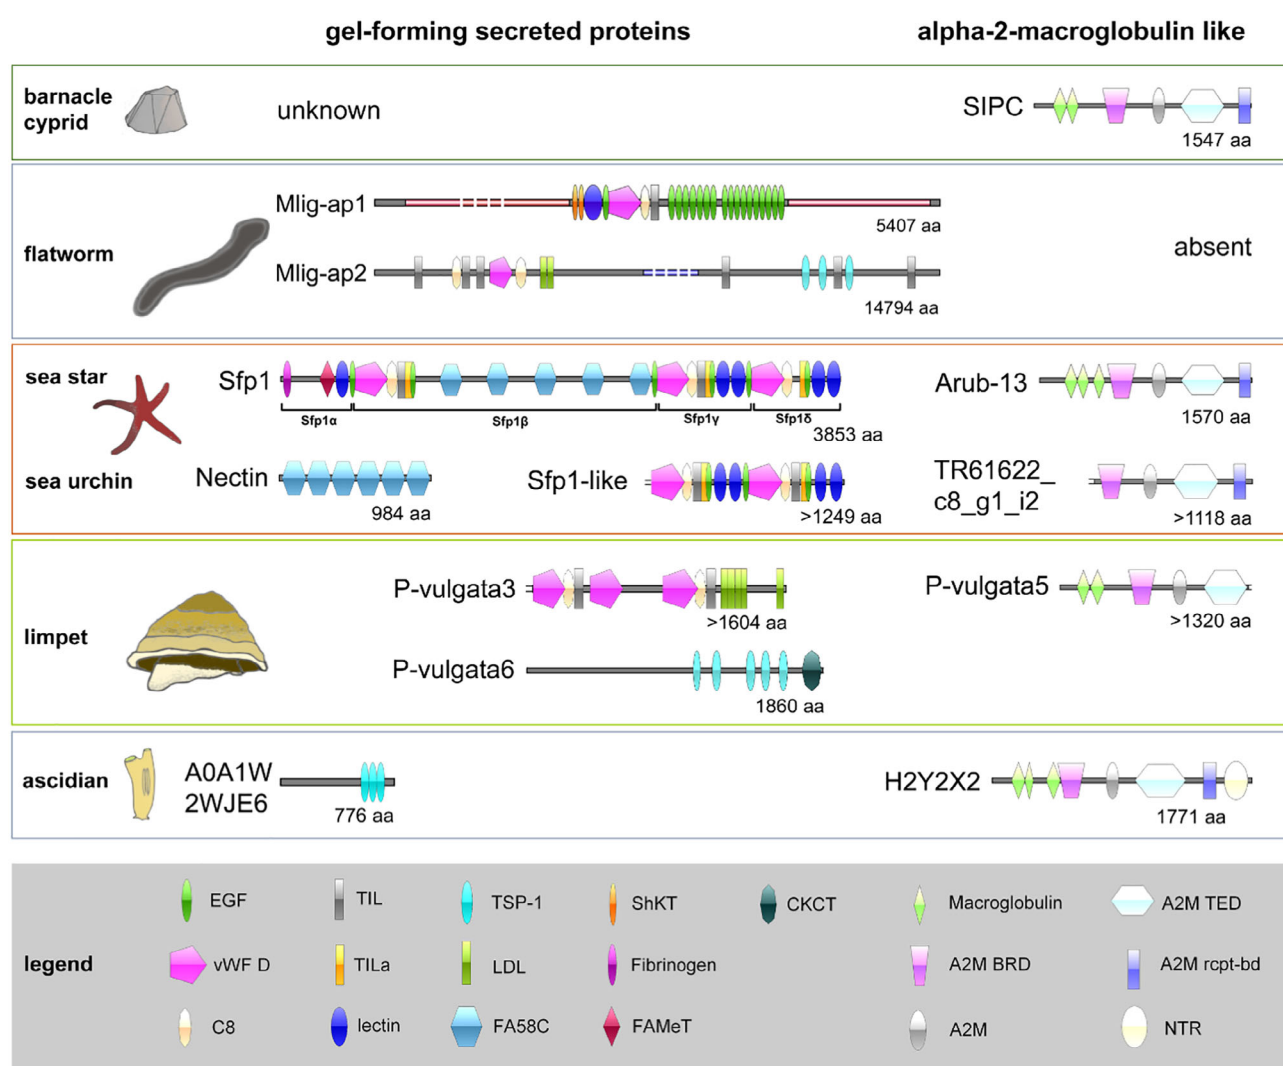 gel-forming secreted proteins
alpha-2-macroglobulin like
barnacle
cyprid
unknown
SIPC
1547 aa
flatworm
Mlig-ap1
5407 aa
Mlig-ap2
14794 aa
absent
sea star
Sfp1
Sfp1α
Sfp1β
Sfp1γ
Sfp1δ
3853 aa
Arub-13
1570 aa
sea urchin
Nectin
984 aa
Sfp1-like
>1249 aa
TR61622_
c8_g1_i2
>1118 aa
limpet
P-vulgata3
>1604 aa
P-vulgata6
1860 aa
P-vulgata5
>1320 aa
ascidian
A0A1W
2WJE6
776 aa
H2Y2X2
1771 aa
legend
EGF
TIL
TSP-1
ShKT
CKCT
Macroglobulin
A2M TED
vWF D
TILa
LDL
Fibrinogen
A2M BRD
A2M rcpt-bd
C8
lectin
FA58C
FAMeT
A2M
NTR